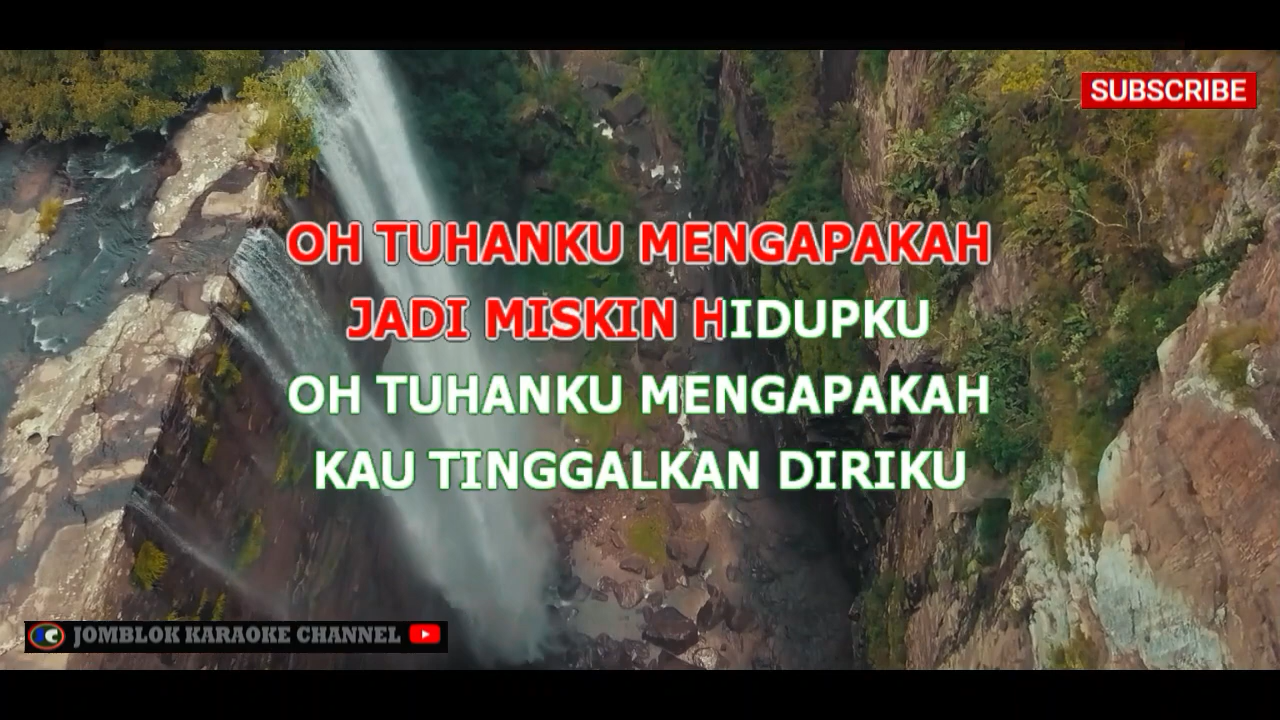 SUBSCRIBE
OH TUHANKU MENGAPAKAH
JADI MISKIN HIDUPKU
OH TUHANKU MENGAPAKAH
KAU TINGGALKAN DIRIKU
JOMBLOK KARAOKE CHANNEL